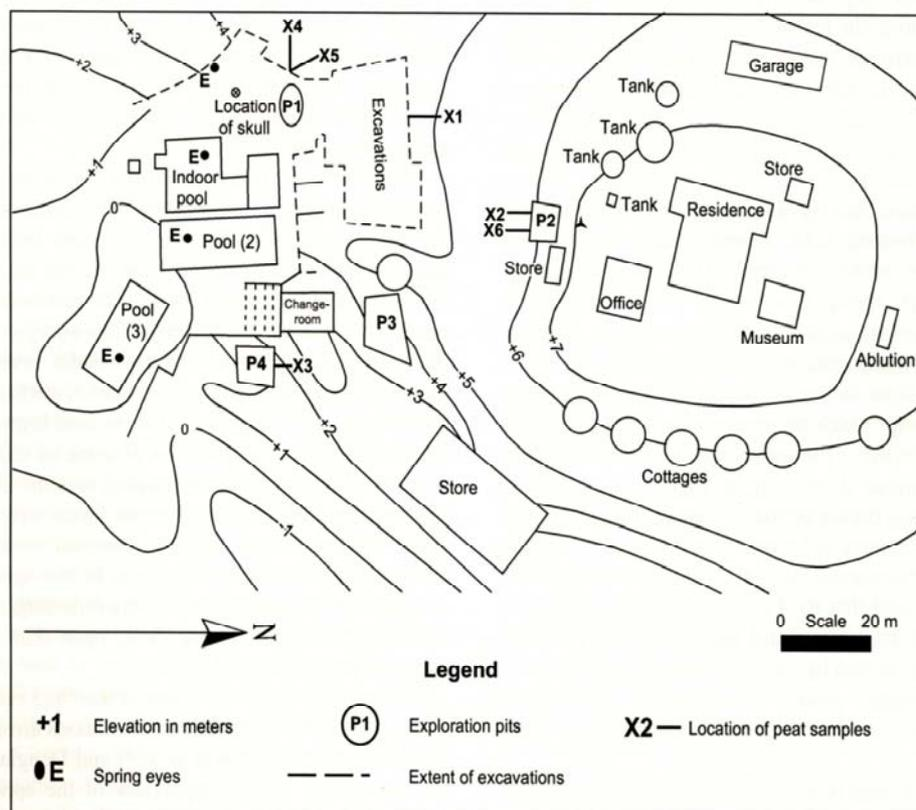 X4
+4
+3
X5
+2
E
Garage
Tank
P1
Location
of skull
Excavations
X1
Tank
+1
E
Indoor
pool
Tank
Store
0
X2
P2
Tank
Residence
X6
E
Pool (2)
Store
Office
Pool
(3)
Change-
room
P3
Museum
E
P4
X3
+6
+7
Ablution
+5
+4
+3
+2
0
+1
Store
Cottages
-1
N
0 Scale 20 m
Legend
+1 Elevation in meters
P1 Exploration pits
X2 Location of peat samples
E Spring eyes
Extent of excavations